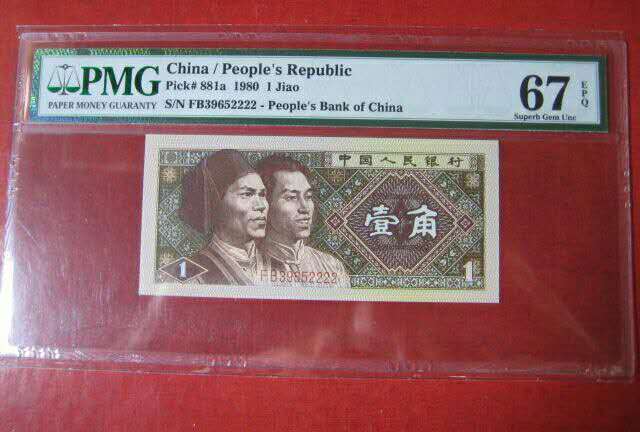 PMG
PAPER MONEY GUARANTY
China / People's Republic
Pick# 881a 1980 1 Jiao
S/N FB39652222 - People's Bank of China
67
EPQ
Superb Gem Unc
中国人民银行
壹角
1
FB39652222
1